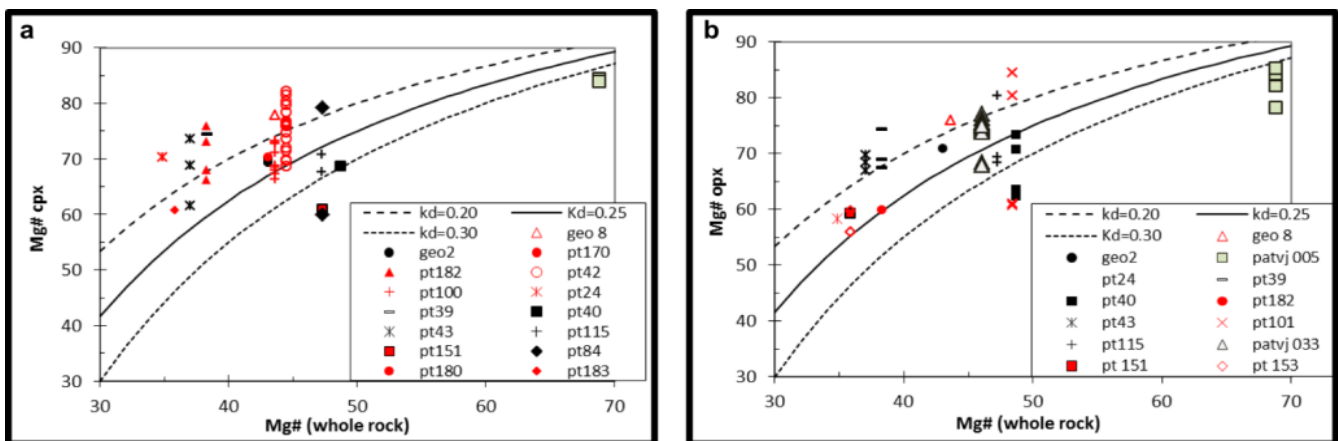 a
90
80
70
60
50
40
30
Mg# cpx
30 40 50 60 70
Mg# (whole rock)
kd=0.20 Kd=0.25
kd=0.30 geo 8
geo2 pt170
pt182 pt42
pt100 pt24
pt39 pt40
pt43 pt115
pt151 pt84
pt180 pt183
b
90
80
70
60
50
40
30
Mg# opx
30 40 50 60 70
Mg# (whole rock)
kd=0.20 kd=0.25
Kd=0.30 geo 8
geo2 patvj 005
pt24 pt39
pt40 pt182
pt43 pt101
pt115 patvj 033
pt 151 pt 153